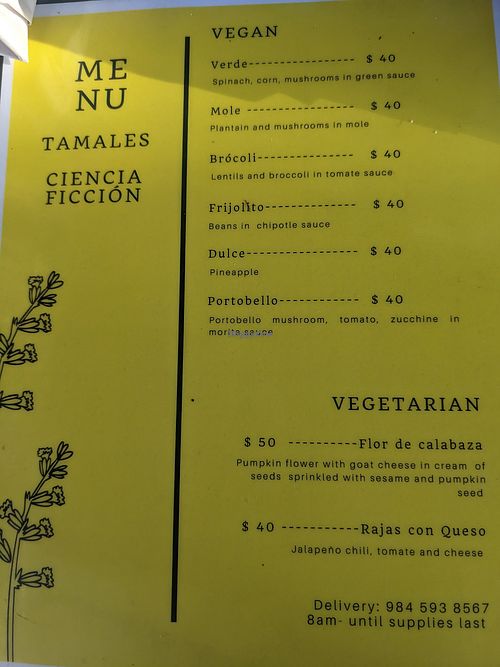 ME
NU
TAMALES
CIENCIA
FICCIÓN
VEGAN
Verde---------------- $ 40
Spinach, corn, mushrooms in green sauce
Mole ---------------- $ 40
Plantain and mushrooms in mole
Brócoli-------------- $ 40
Lentils and broccoli in tomato sauce
Frijolito------------- $ 40
Beans in chipotle sauce
Dulce----------------- $ 40
Pineapple
Portobello------------ $ 40
Portobello mushroom, tomato, zucchine in
morita sauce
VEGETARIAN
$ 50 ----------Flor de calabaza
Pumpkin flower with goat cheese in cream of
seeds sprinkled with sesame and pumpkin
seed
$ 40 -----------Rajas con Queso
Jalapeño chili, tomate and cheese
Delivery: 984 593 8567
8am- until supplies last